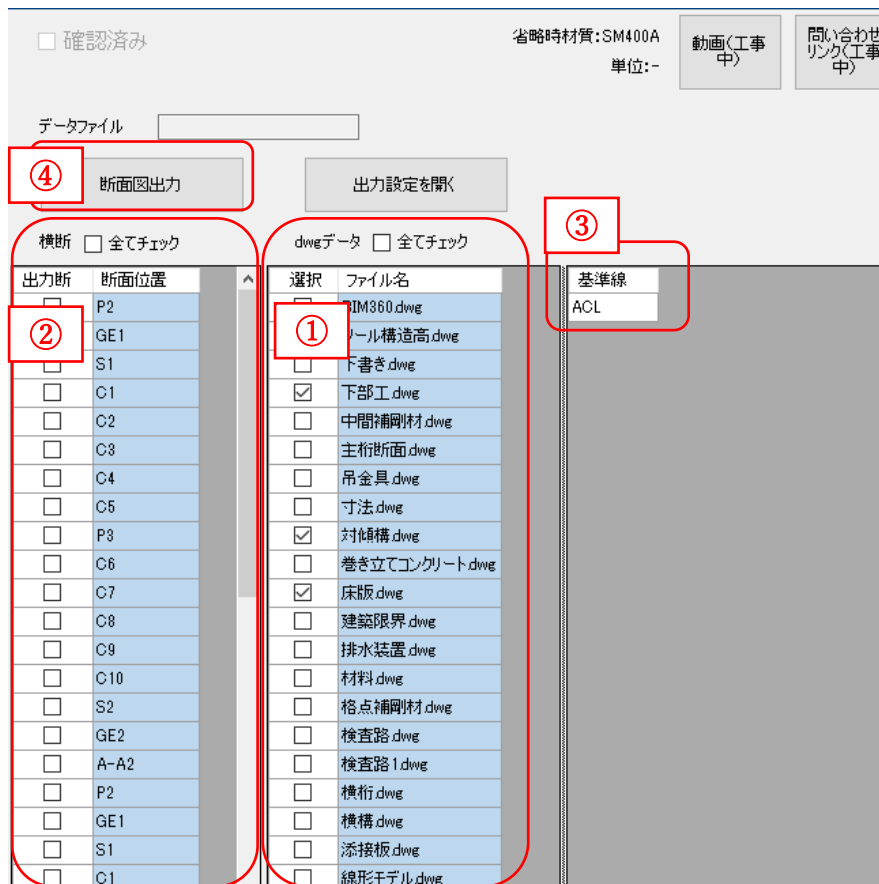 確認済み
省略時材質:SM400A
単位:-
動画(工事
中)
問い合わせ
リンク(工事
中)
データファイル
④
断面図出力
出力設定を開く
③
横断 全てチェック
dwgデータ 全てチェック
出力断 断面位置
選択 ファイル名
基準線
P2
BIM360.dwg
ACL
②
GE1
①
ール構造高.dwg
S1
下書き.dwg
C1
下部工.dwg
C2
中間補剛材.dwg
C3
主桁断面.dwg
C4
吊金具.dwg
C5
寸法.dwg
P3
対傾構.dwg
C6
巻き立てコンクリート.dwg
C7
床版.dwg
C8
建築限界.dwg
C9
排水装置.dwg
C10
材料.dwg
S2
格点補剛材.dwg
GE2
検査路.dwg
A-A2
検査路1.dwg
P2
横桁.dwg
GE1
横構.dwg
S1
添接板.dwg
C1
線形モデル.dwg